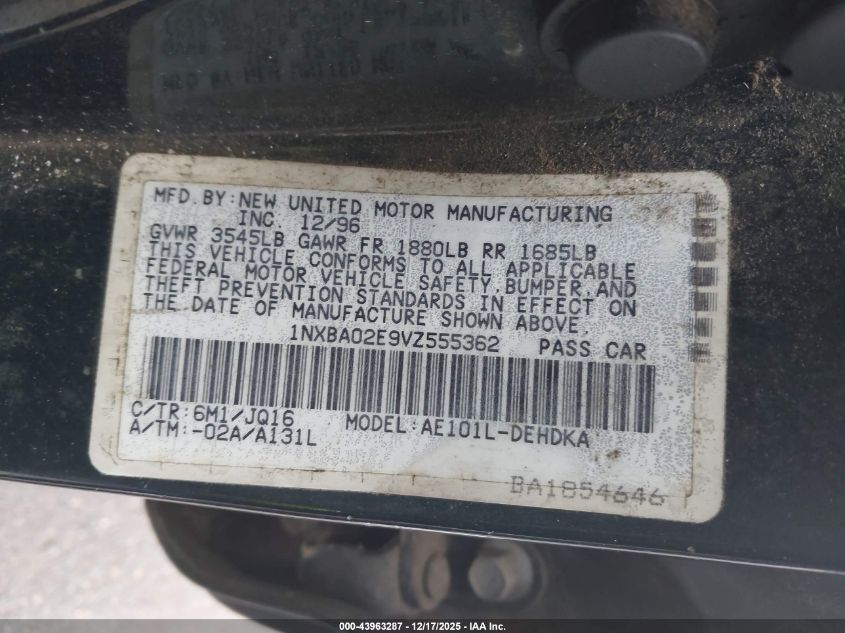 MFD. BY: NEW UNITED MOTOR MANUFACTURING
INC. 12/96
GVWR 3545LB GAWR FR 1880LB RR 1685LB
THIS VEHICLE CONFORMS TO ALL APPLICABLE
FEDERAL MOTOR VEHICLE SAFETY, BUMPER, AND
THEFT PREVENTION STANDARDS IN EFFECT ON
THE DATE OF MANUFACTURE SHOWN ABOVE.
1NXBA02E9VZ555362 PASS CAR
C/TR: 6M1/JQ16 MODEL: AE101L-DEHDKA
A/TM: -02A/A131L
BA1854646
000-43963287 - 12/17/2025 - IAA Inc.